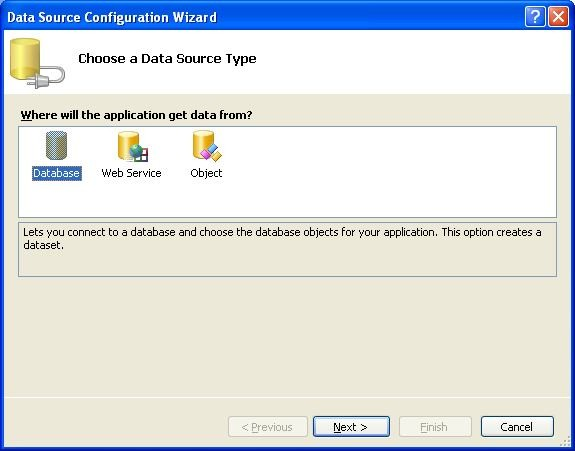 Data Source Configuration Wizard
Choose a Data Source Type
Where will the application get data from?
Database Web Service Object
Lets you connect to a database and choose the database objects for your application. This option creates a
dataset.
< Previous Next > Finish Cancel